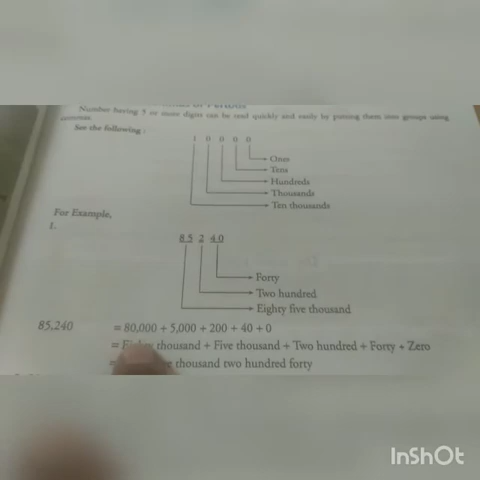 Number having 5 or more digits can be read quickly and easily by putting them into groups using
commas.
See the following :
1 0 0 0 0
Ones
Tens
Hundreds
Thousands
Ten thousands
For Example,
1.
85 2 40
Forty
Two hundred
Eighty five thousand
85,240 = 80,000 + 5,000 + 200 + 40 + 0
= thousand + Five thousand + Two hundred + Forty + Zero
= thousand two hundred forty
InShOt